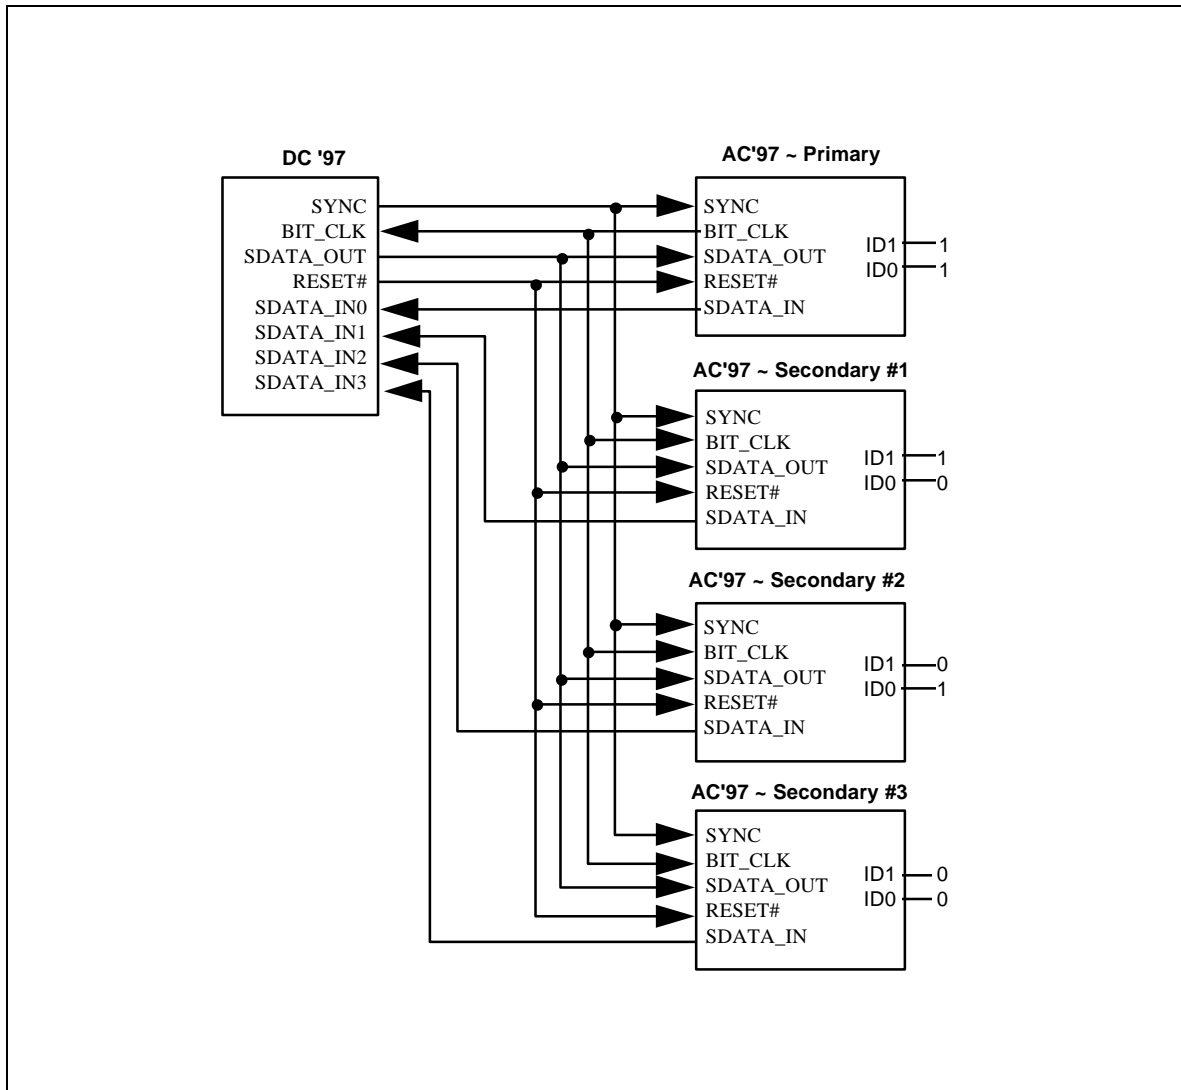 DC '97
SYNC
BIT_CLK
SDATA_OUT
RESET#
SDATA_IN0
SDATA_IN1
SDATA_IN2
SDATA_IN3
AC'97 ~ Primary
SYNC
BIT_CLK
SDATA_OUT
RESET#
SDATA_IN
ID1 1
ID0 1
AC'97 ~ Secondary #1
SYNC
BIT_CLK
SDATA_OUT
RESET#
SDATA_IN
ID1 1
ID0 0
AC'97 ~ Secondary #2
SYNC
BIT_CLK
SDATA_OUT
RESET#
SDATA_IN
ID1 0
ID0 1
AC'97 ~ Secondary #3
SYNC
BIT_CLK
SDATA_OUT
RESET#
SDATA_IN
ID1 0
ID0 0